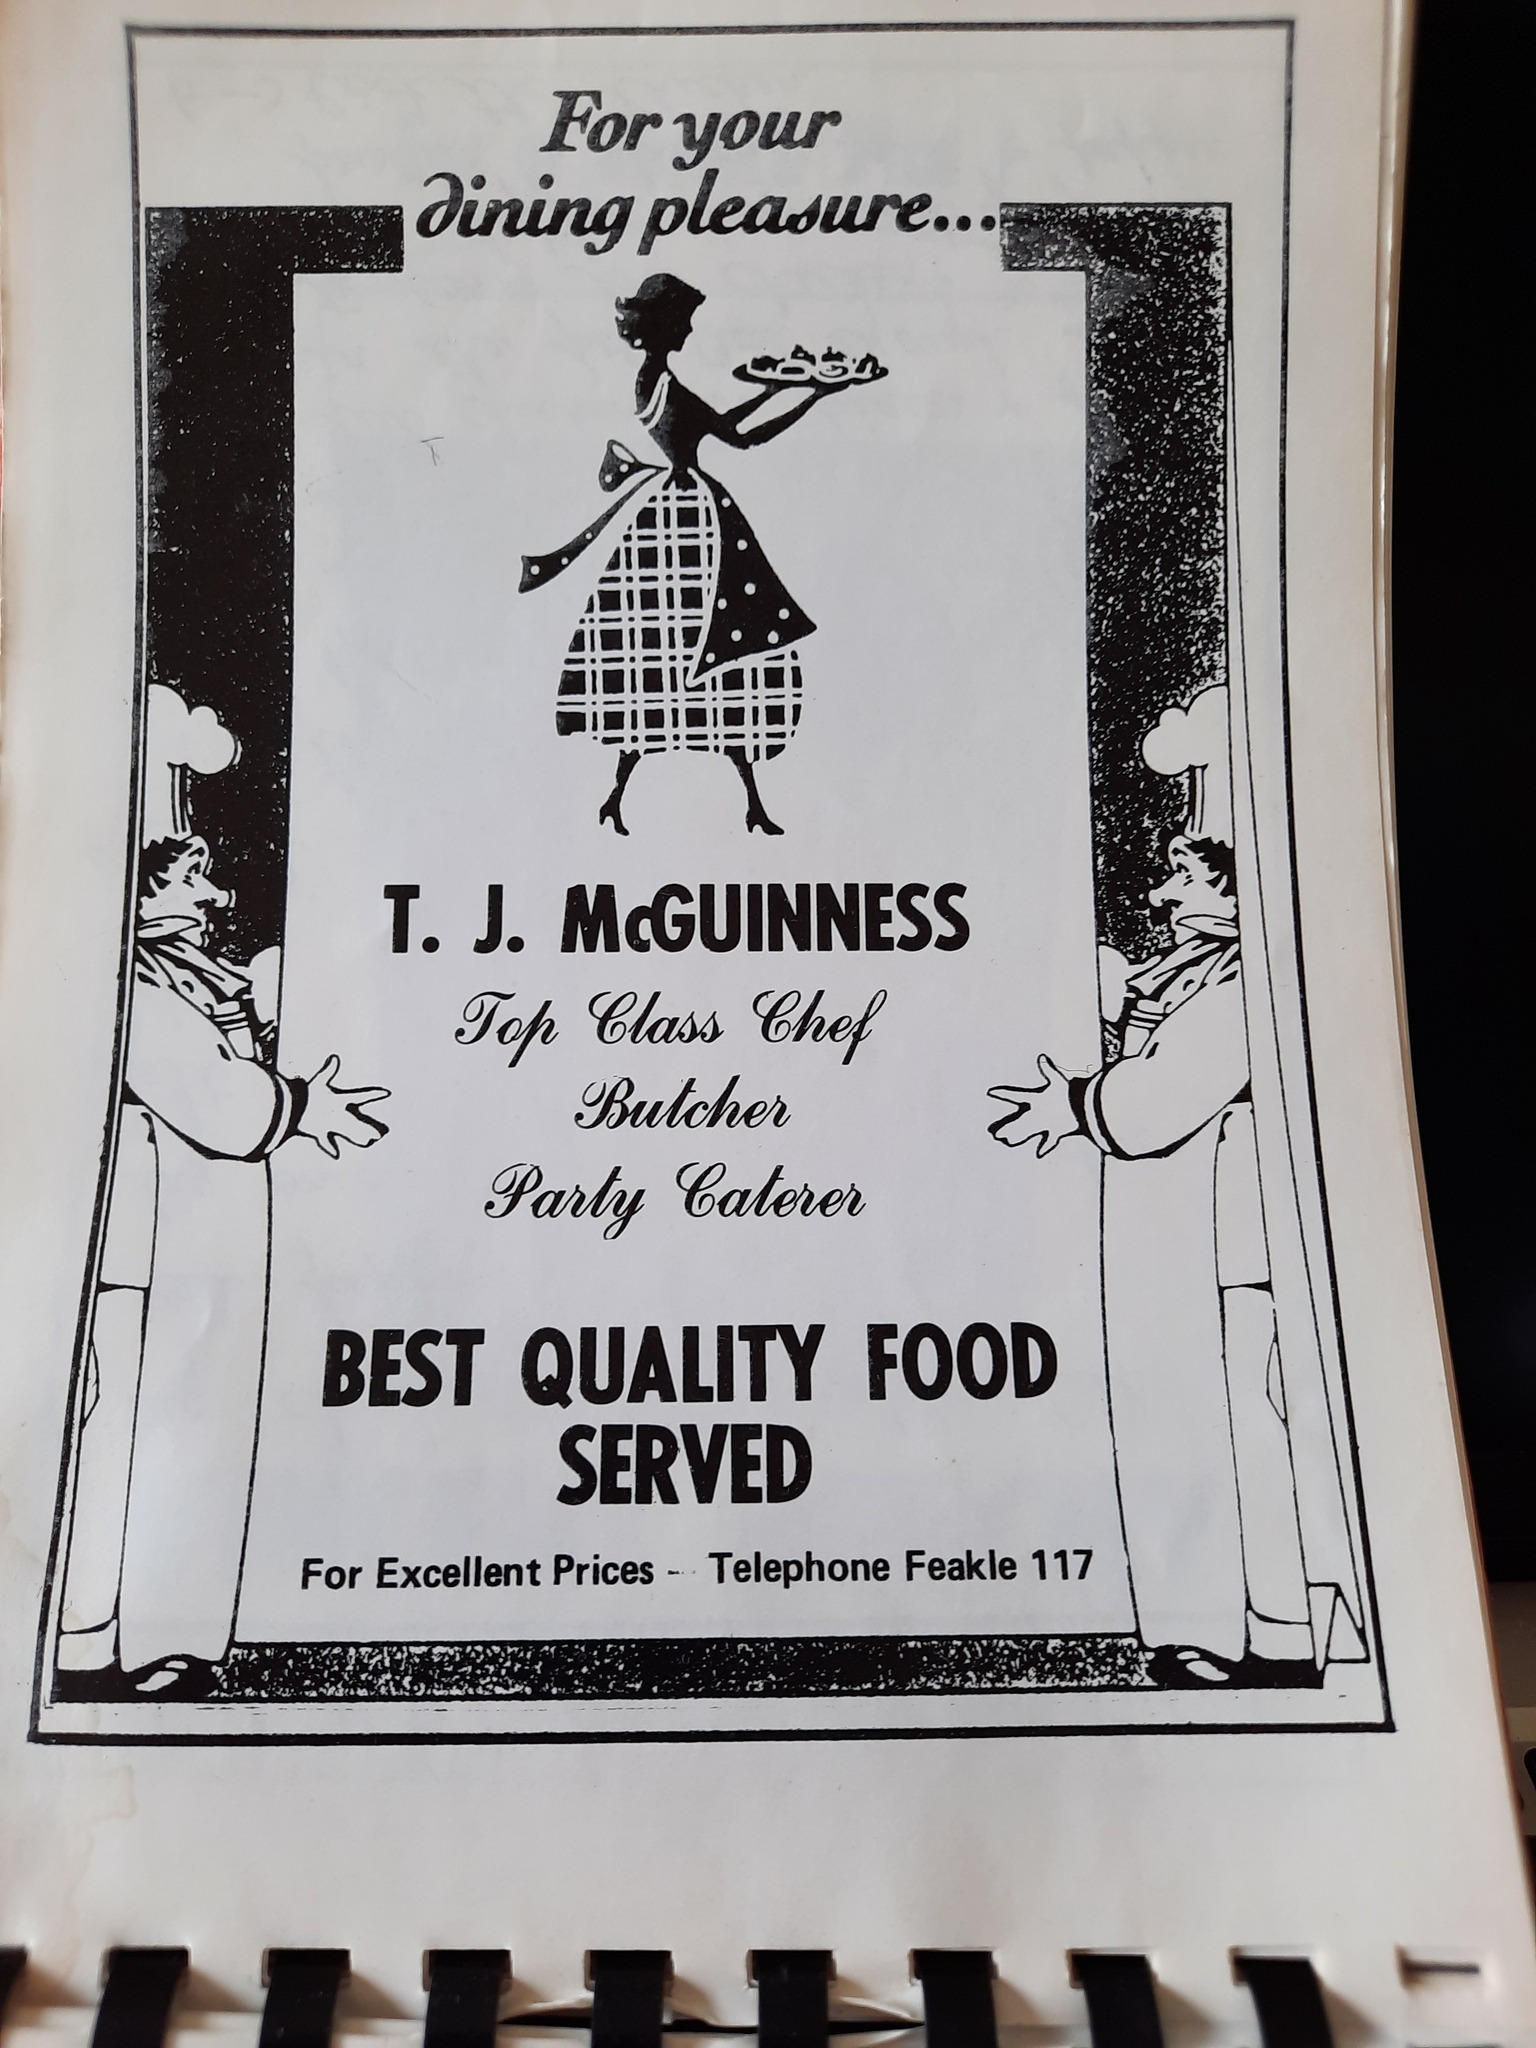 For your
dining pleasure...
T. J. McGUINNESS
Top Class Chef
Butcher
Party Caterer
BEST QUALITY FOOD
SERVED
For Excellent Prices - Telephone Feakle 117